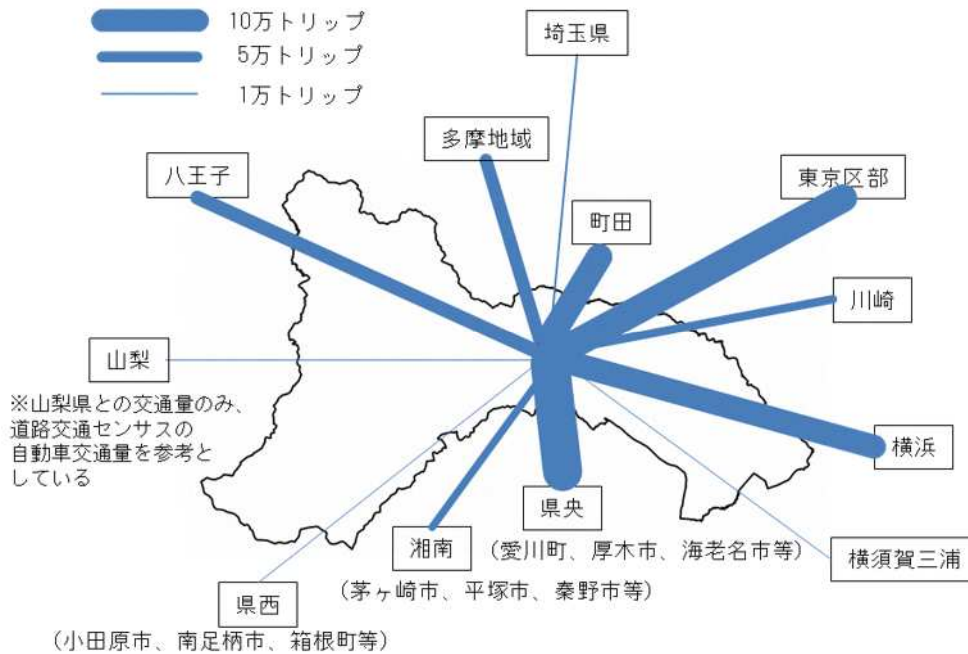 10万トリップ
5万トリップ
1万トリップ
埼玉県
多摩地域
八王子
東京区部
町田
川崎
山梨
※山梨県との交通量のみ、
道路交通センサスの
自動車交通量を参考と
している
横浜
県央
(愛川町、厚木市、海老名市等)
湘南
(茅ヶ崎市、平塚市、秦野市等)
横須賀三浦
県西
(小田原市、南足柄市、箱根町等)